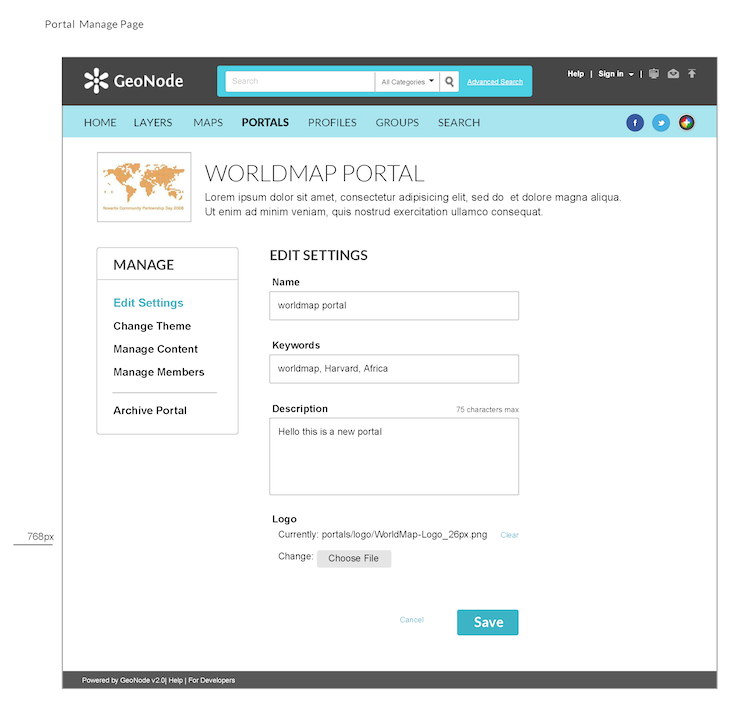 Portal Manage Page
GeoNode
Search
All Categories
Advanced Search
Help | Sign in |
HOME LAYERS MAPS PORTALS PROFILES GROUPS SEARCH
f
WORLDMAP PORTAL
Lorem ipsum dolor sit amet, consectetur adipisicing elit, sed do et dolore magna aliqua.
Ut enim ad minim veniam, quis nostrud exercitation ullamco consequat.
Novartis Community Partnership Day 2008
MANAGE
Edit Settings
Change Theme
Manage Content
Manage Members
Archive Portal
EDIT SETTINGS
Name
worldmap portal
Keywords
worldmap, Harvard, Africa
Description 75 characters max
Hello this is a new portal
Logo
Currently: portals/logo/WorldMap-Logo_26px.png Clear
Change: Choose File
768px
Cancel Save
Powered by GeoNode v2.0| Help | For Developers